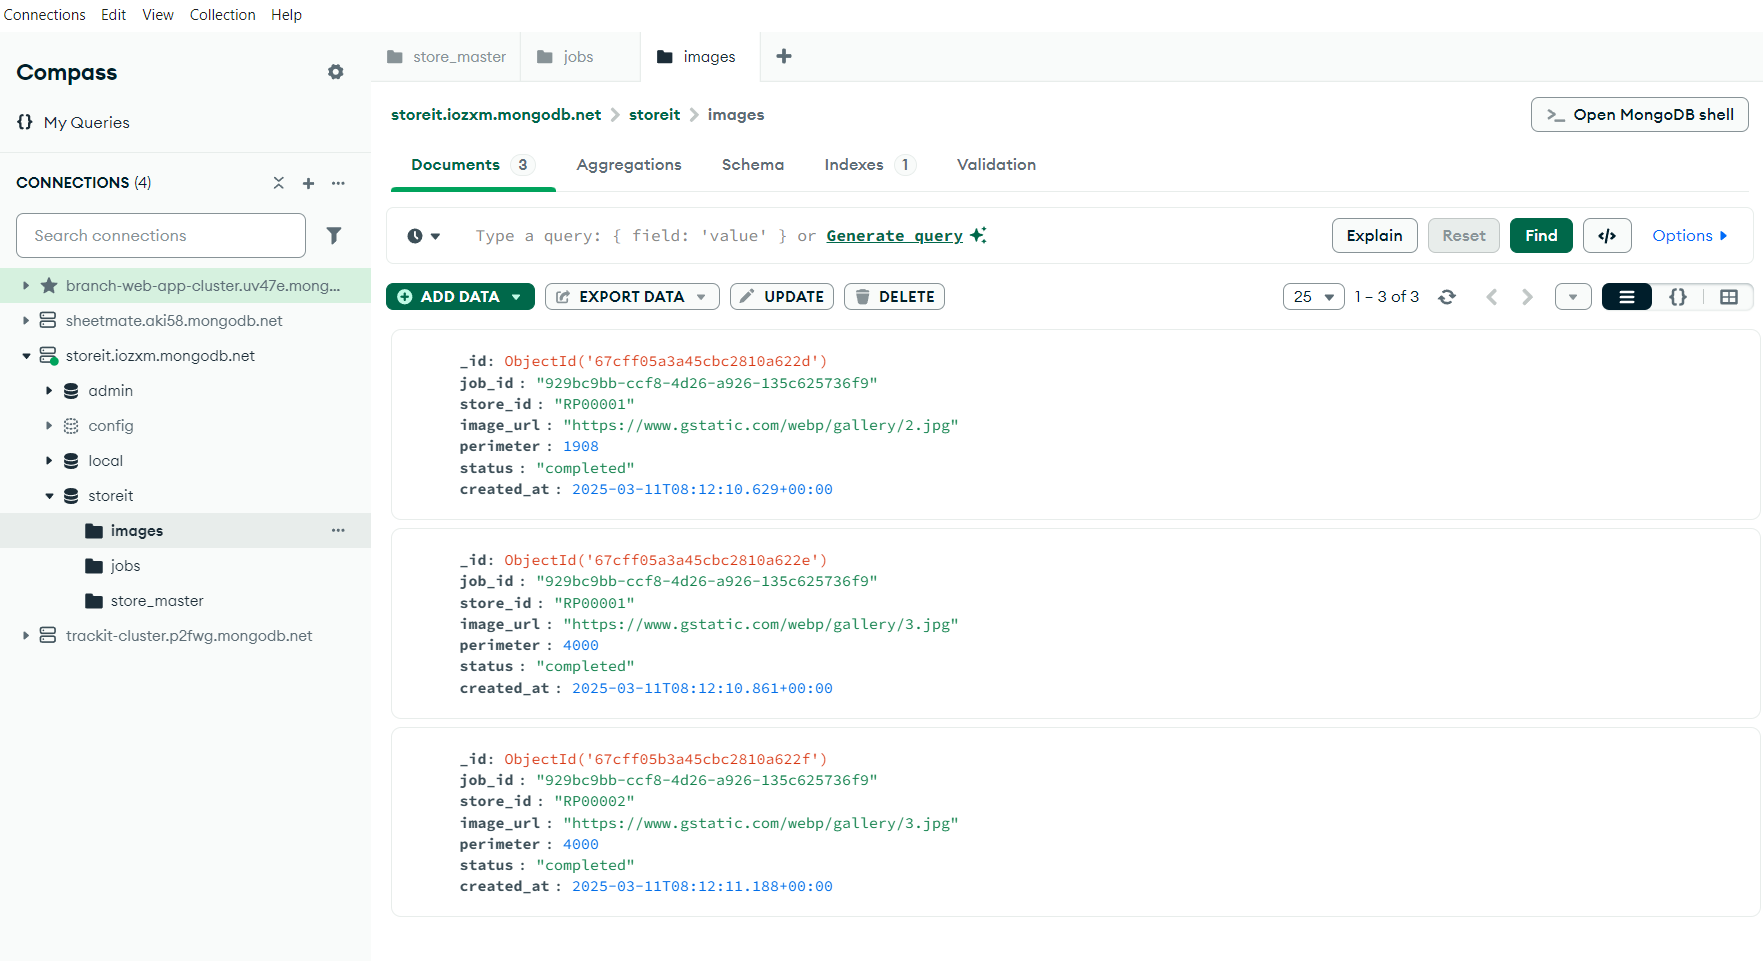 Connections Edit View Collection Help
Compass
{} My Queries
CONNECTIONS (4)
Search connections
branch-web-app-cluster.uv47e.mong...
sheetmate.aki58.mongodb.net
storeit.iozxm.mongodb.net
admin
config
local
storeit
images
jobs
store_master
trackit-cluster.p2fwg.mongodb.net
store_master jobs images
storeit.iozxm.mongodb.net > storeit > images
>_ Open MongoDB shell
Documents 3 Aggregations Schema Indexes 1 Validation
Type a query: { field: 'value' } or Generate query
Explain Reset Find </> Options
ADD DATA EXPORT DATA UPDATE DELETE 25 1 – 3 of 3 {}
_id: ObjectId('67cff05a3a45cbc2810a622d')
job_id : "929bc9bb-ccf8-4d26-a926-135c625736f9"
store_id : "RP00001"
image_url : "https://www.gstatic.com/webp/gallery/2.jpg"
perimeter : 1908
status : "completed"
created_at : 2025-03-11T08:12:10.629+00:00
_id: ObjectId('67cff05a3a45cbc2810a622e')
job_id : "929bc9bb-ccf8-4d26-a926-135c625736f9"
store_id : "RP00001"
image_url : "https://www.gstatic.com/webp/gallery/3.jpg"
perimeter : 4000
status : "completed"
created_at : 2025-03-11T08:12:10.861+00:00
_id: ObjectId('67cff05b3a45cbc2810a622f')
job_id : "929bc9bb-ccf8-4d26-a926-135c625736f9"
store_id : "RP00002"
image_url : "https://www.gstatic.com/webp/gallery/3.jpg"
perimeter : 4000
status : "completed"
created_at : 2025-03-11T08:12:11.188+00:00